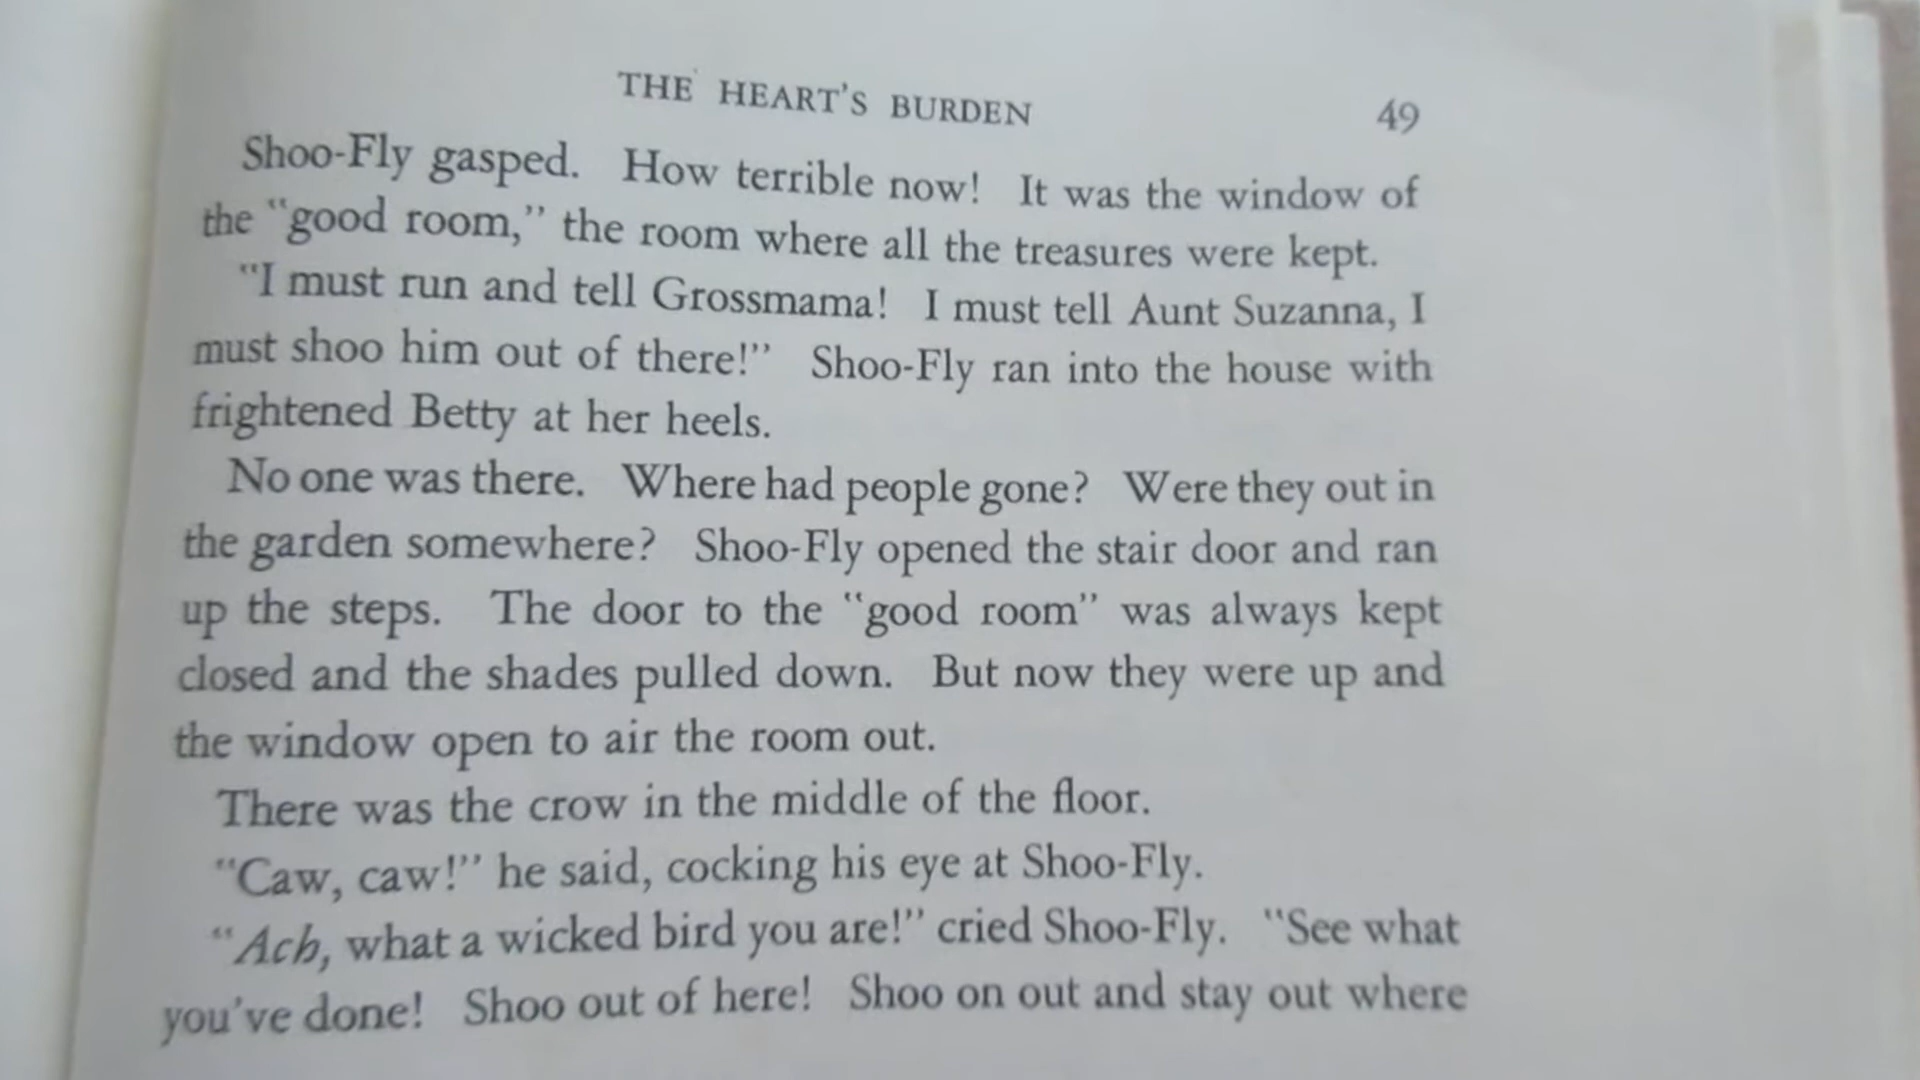 THE HEART'S BURDEN 49
Shoo-Fly gasped. How terrible now! It was the window of
the "good room," the room where all the treasures were kept.
"I must run and tell Grossmama! I must tell Aunt Suzanna, I
must shoo him out of there!" Shoo-Fly ran into the house with
frightened Betty at her heels.
No one was there. Where had people gone? Were they out in
the garden somewhere? Shoo-Fly opened the stair door and ran
up the steps. The door to the "good room" was always kept
closed and the shades pulled down. But now they were up and
the window open to air the room out.
There was the crow in the middle of the floor.
"Caw, caw!" he said, cocking his eye at Shoo-Fly.
"Ach, what a wicked bird you are!" cried Shoo-Fly. "See what
you've done! Shoo out of here! Shoo on out and stay out where